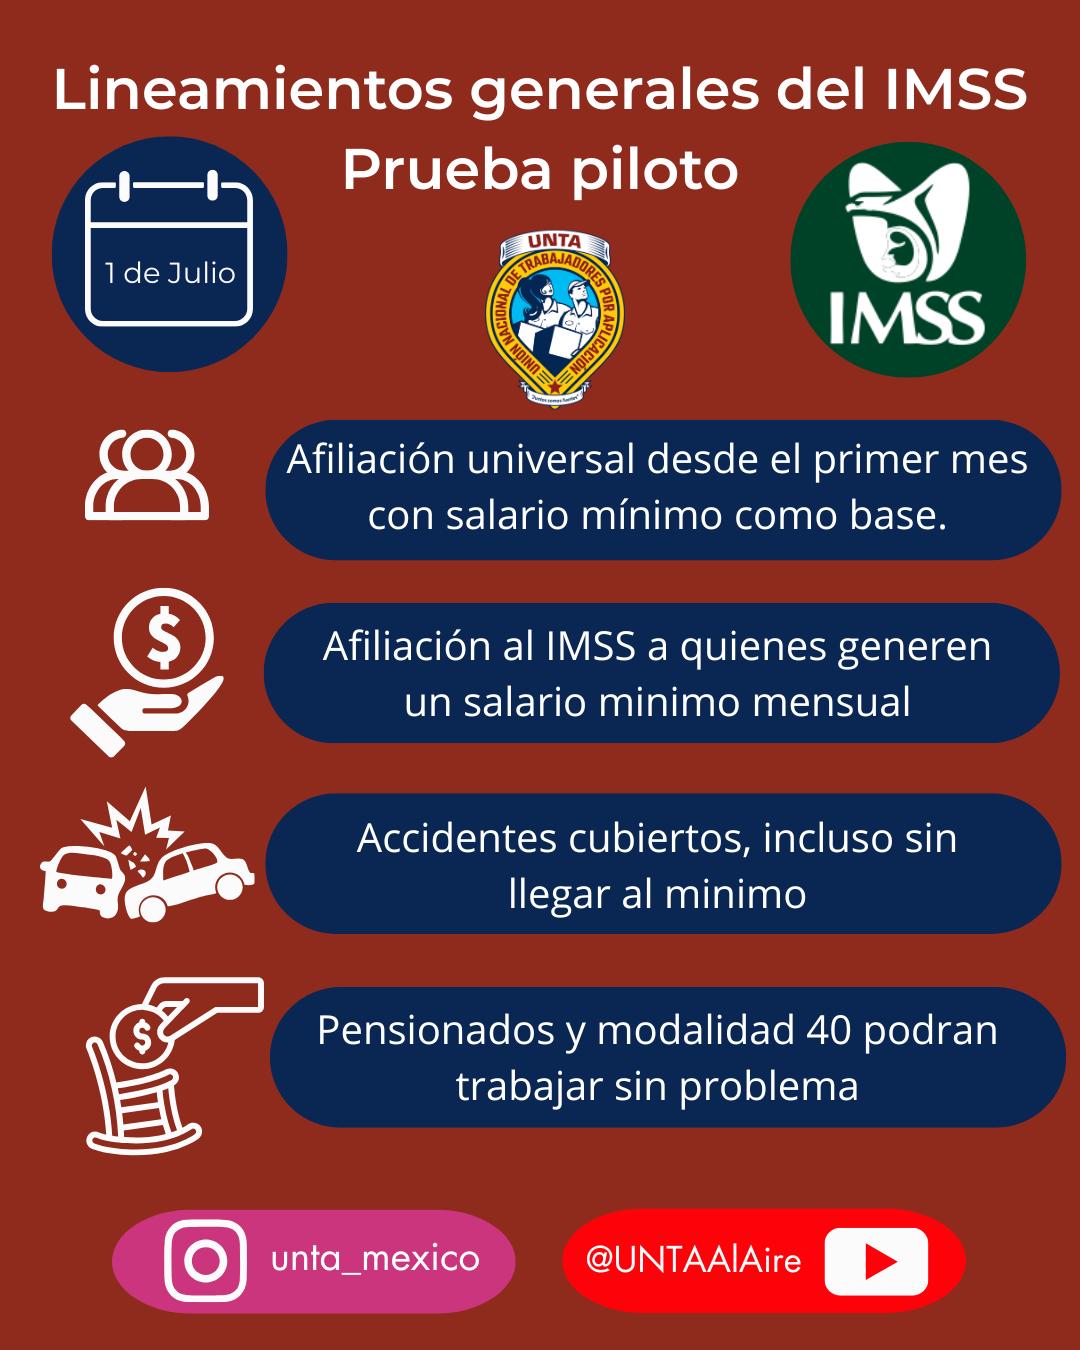 Lineamientos generales del IMSS
Prueba piloto
1 de Julio
UNTA
UNIÓN NACIONAL DE TRABAJADORES POR APLICACIÓN
"Juntos somos fuertes"
IMSS
Afiliación universal desde el primer mes
con salario mínimo como base.
$
Afiliación al IMSS a quienes generen
un salario minimo mensual
Accidentes cubiertos, incluso sin
llegar al minimo
$
Pensionados y modalidad 40 podran
trabajar sin problema
unta_mexico
@UNTAAlAire